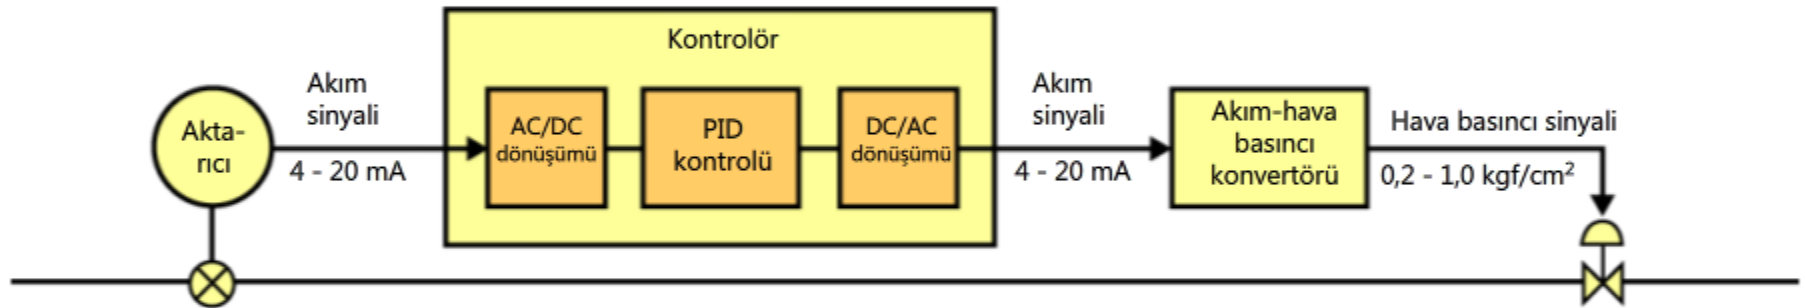 Kontrolör
Akta-
rıcı
Akım
sinyali
4 - 20 mA
AC/DC
dönüşümü
PID
kontrolü
DC/AC
dönüşümü
Akım
sinyali
4 - 20 mA
Akım-hava
basıncı
konvertörü
Hava basıncı sinyali
0,2 - 1,0 kgf/cm²